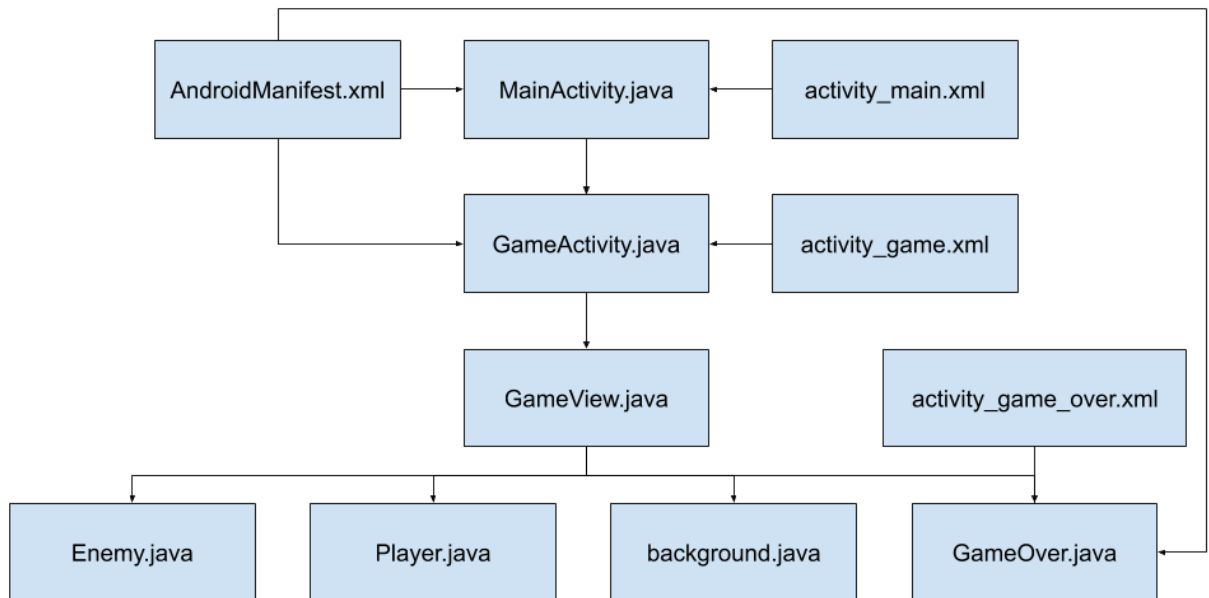 AndroidManifest.xml
MainActivity.java
activity_main.xml
GameActivity.java
activity_game.xml
GameView.java
activity_game_over.xml
Enemy.java
Player.java
background.java
GameOver.java